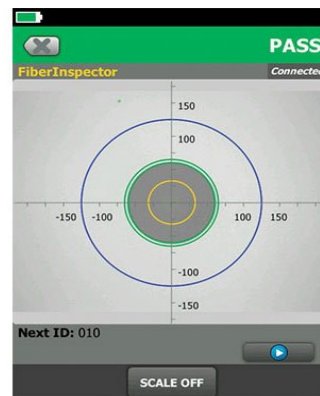 PASS
FiberInspector Connected
150
100
-150 -100 100 150
-100
-150
Next ID: 010
SCALE OFF